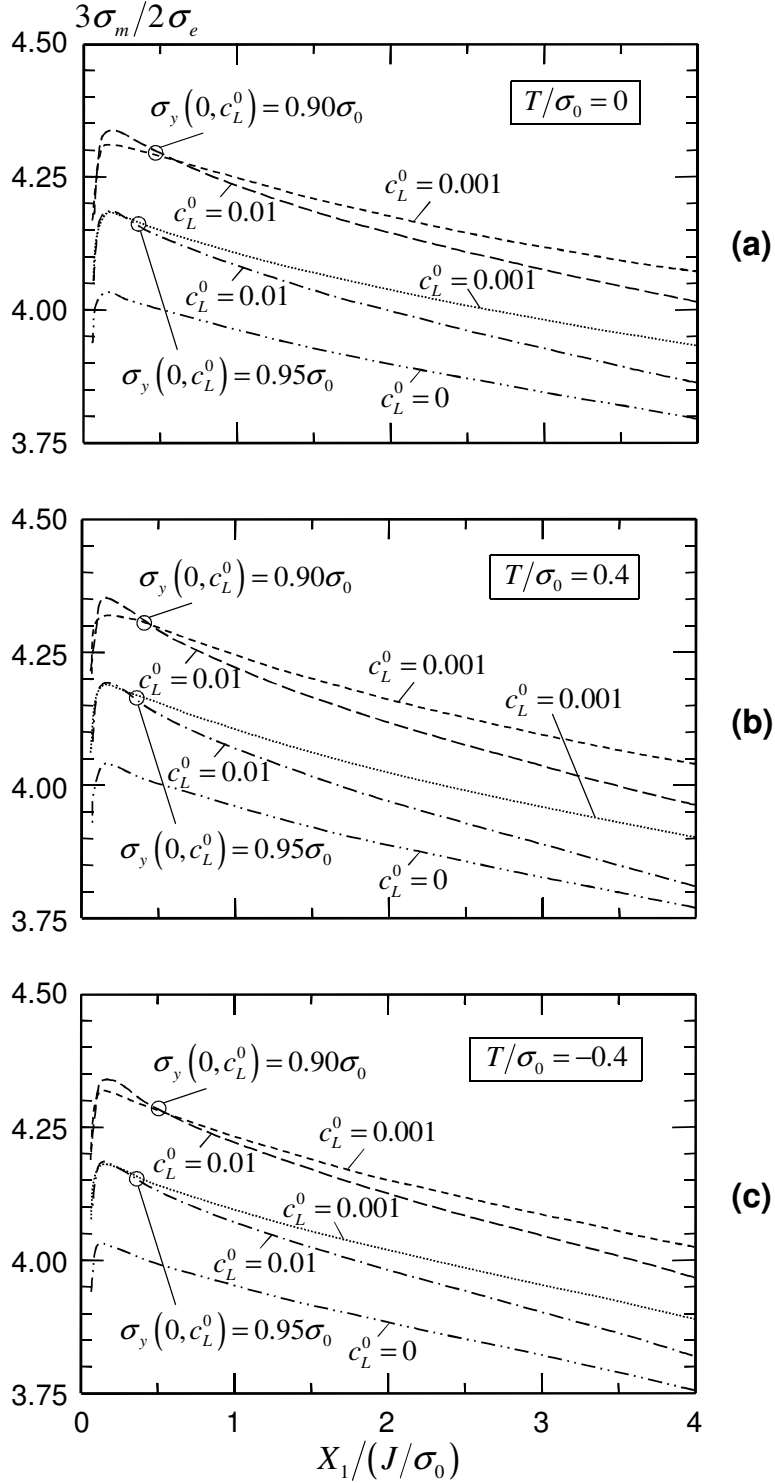 3σ_m/2σ_e
4.50
4.25
4.00
3.75
T/σ_0 = 0
σ_y(0, c_L^0) = 0.90σ_0
c_L^0 = 0.001
c_L^0 = 0.01
c_L^0 = 0.001
c_L^0 = 0.01
σ_y(0, c_L^0) = 0.95σ_0
c_L^0 = 0
(a)
4.50
4.25
4.00
3.75
T/σ_0 = 0.4
σ_y(0, c_L^0) = 0.90σ_0
c_L^0 = 0.001
c_L^0 = 0.01
c_L^0 = 0.001
c_L^0 = 0.01
σ_y(0, c_L^0) = 0.95σ_0
c_L^0 = 0
(b)
4.50
4.25
4.00
3.75
T/σ_0 = −0.4
σ_y(0, c_L^0) = 0.90σ_0
c_L^0 = 0.001
c_L^0 = 0.01
c_L^0 = 0.001
c_L^0 = 0.01
σ_y(0, c_L^0) = 0.95σ_0
c_L^0 = 0
(c)
0 1 2 3 4
X_1/(J/σ_0)